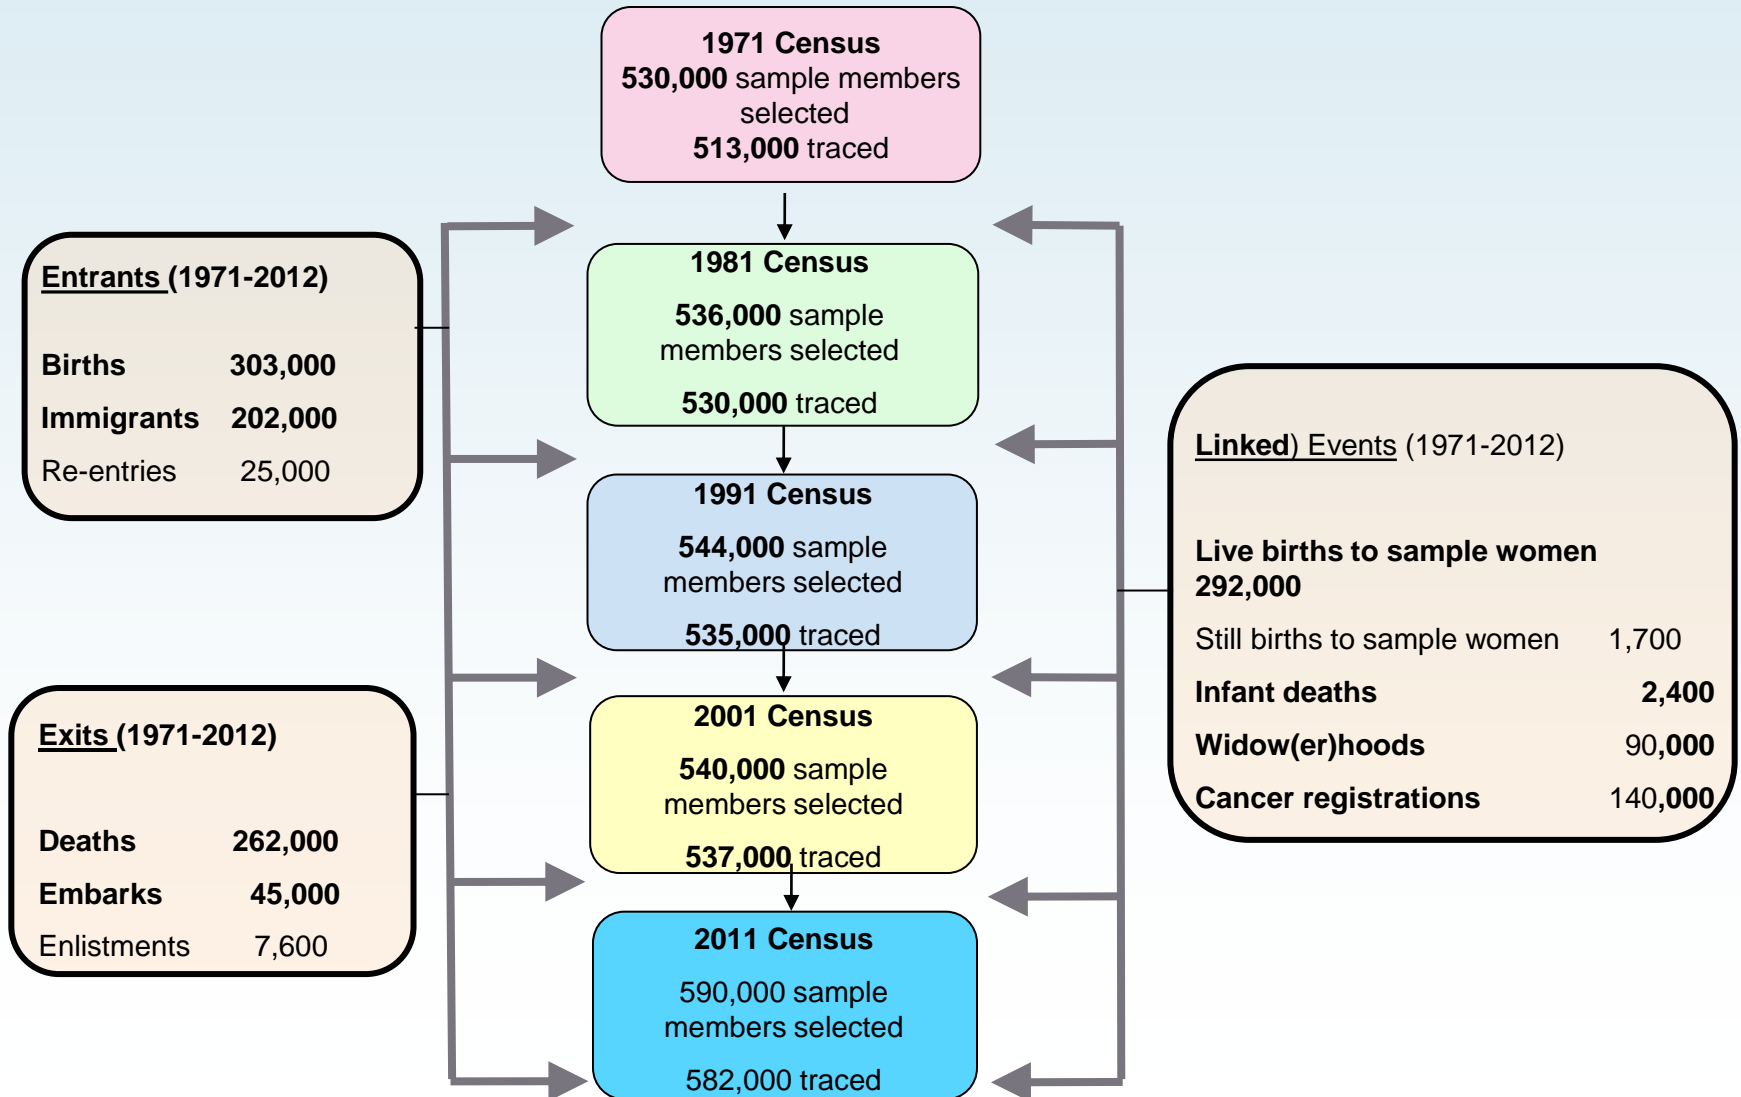 1971 Census
530,000 sample members
selected
513,000 traced
Entrants (1971-2012)
Births 303,000
Immigrants 202,000
Re-entries 25,000
1981 Census
536,000 sample
members selected
530,000 traced
1991 Census
544,000 sample
members selected
535,000 traced
Linked) Events (1971-2012)
Live births to sample women
292,000
Still births to sample women 1,700
Infant deaths 2,400
Widow(er)hoods 90,000
Cancer registrations 140,000
Exits (1971-2012)
Deaths 262,000
Embarks 45,000
Enlistments 7,600
2001 Census
540,000 sample
members selected
537,000 traced
2011 Census
590,000 sample
members selected
582,000 traced